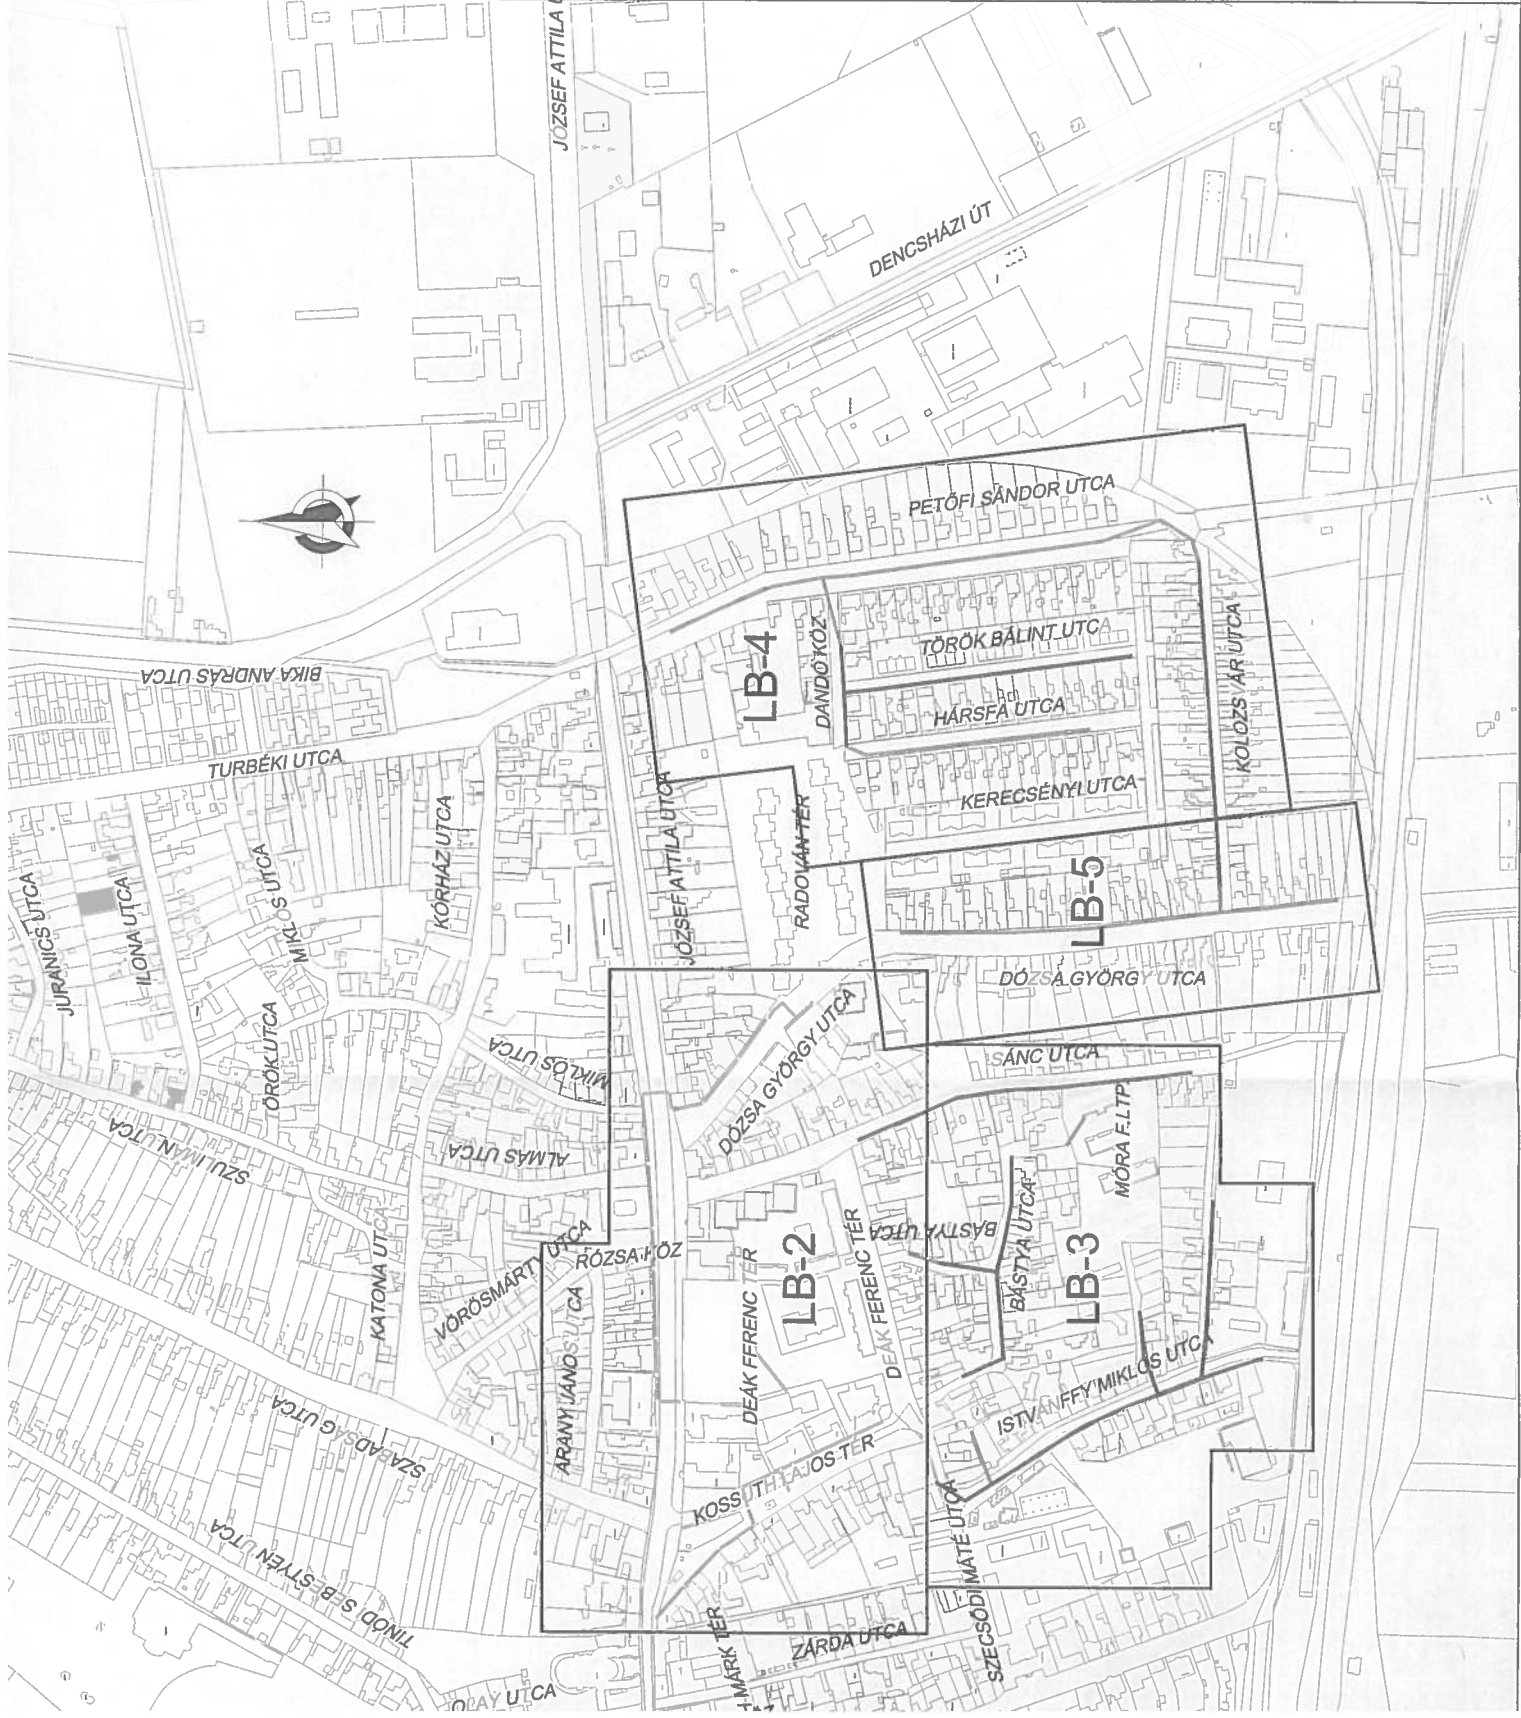 JÓZSEF ATTILA U
DENCSHÁZI ÚT
PETŐFI SÁNDOR UTCA
BIKA ANDRÁS UTCA
TÖRÖK BÁLINT UTCA
DANDÓ KÖZ
LB-4
HÁRSFA UTCA
KOLOZSVÁR UTCA
TURBÉKI UTCA
KERECSÉNYI UTCA
KÓRHÁZ UTCA
JÓZSEF ATTILA UTCA
RADOVÁN TÉR
LB-5
JURANICS UTCA
ILONA UTCA
MIKLÓS UTCA
DÓZSA GYÖRGY UTCA
ÖRÖK UTCA
MIKLÓS UTCA
DÓZSA GYÖRGY UTCA
SÁNC UTCA
SZULIMÁN UTCA
ALMÁS UTCA
MÓRA F.LTP.
KATONA UTCA
VÖRÖSMARTY UTCA
RÓZSA KÖZ
BÁSTYA UTCA
BÁSTYA UTCA
LB-2
LB-3
DEÁK FERENC TÉR
DEÁK FERENC TÉR
ARANY JÁNOS UTCA
ISTVÁNFFY MIKLÓS UTC
SZABADSÁG UTCA
KOSSUTH LAJOS TÉR
TINÓDI SEBESTYÉN UTCA
SZECSŐDI MÁTÉ UTCA
ZÁRDA UTCA
MÁRK TÉR
UTCA